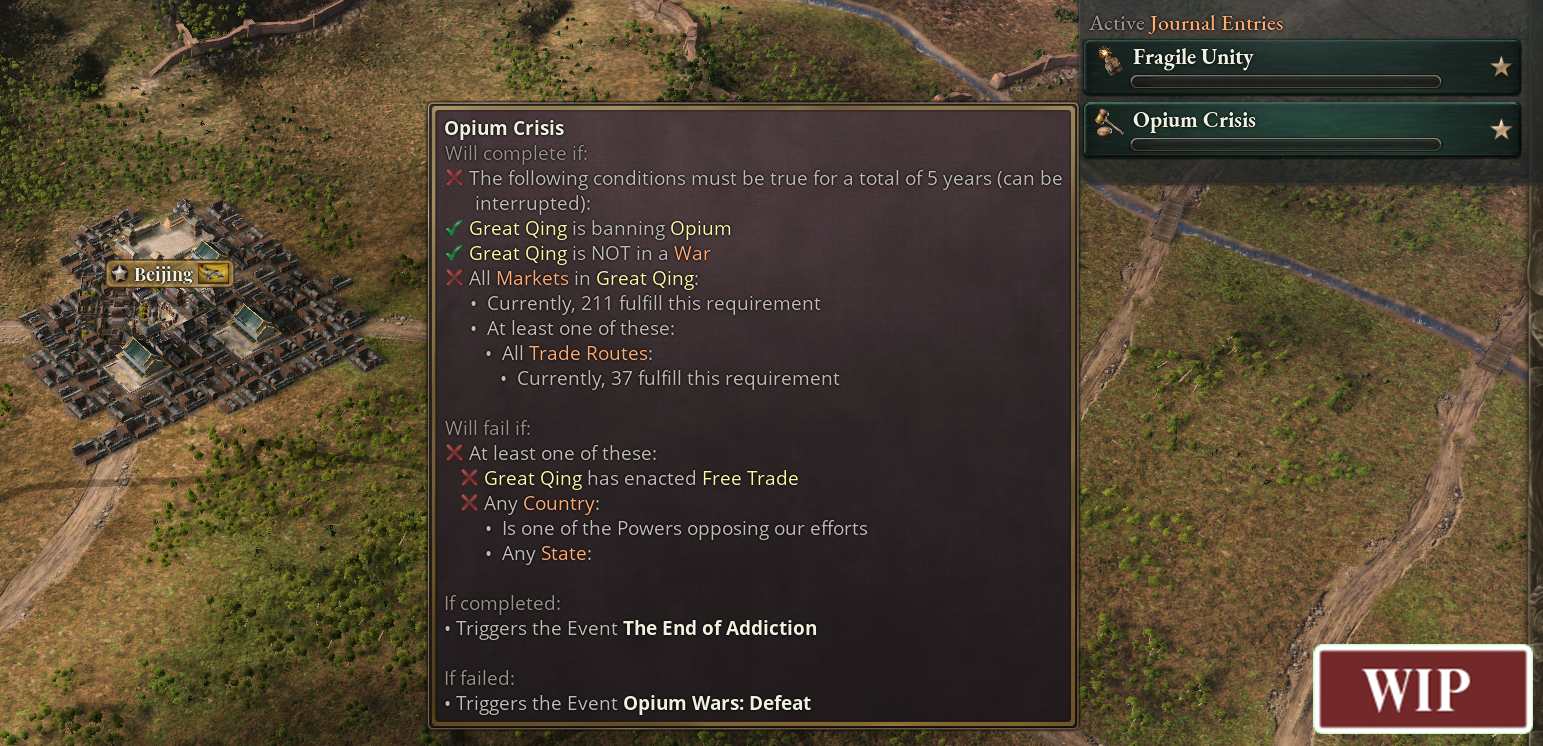 Active Journal Entries
Fragile Unity
Opium Crisis
Beijing
Opium Crisis
Will complete if:
The following conditions must be true for a total of 5 years (can be
interrupted):
Great Qing is banning Opium
Great Qing is NOT in a War
All Markets in Great Qing:
• Currently, 211 fulfill this requirement
• At least one of these:
• All Trade Routes:
• Currently, 37 fulfill this requirement
Will fail if:
At least one of these:
Great Qing has enacted Free Trade
Any Country:
• Is one of the Powers opposing our efforts
• Any State:
If completed:
• Triggers the Event The End of Addiction
If failed:
• Triggers the Event Opium Wars: Defeat
WIP